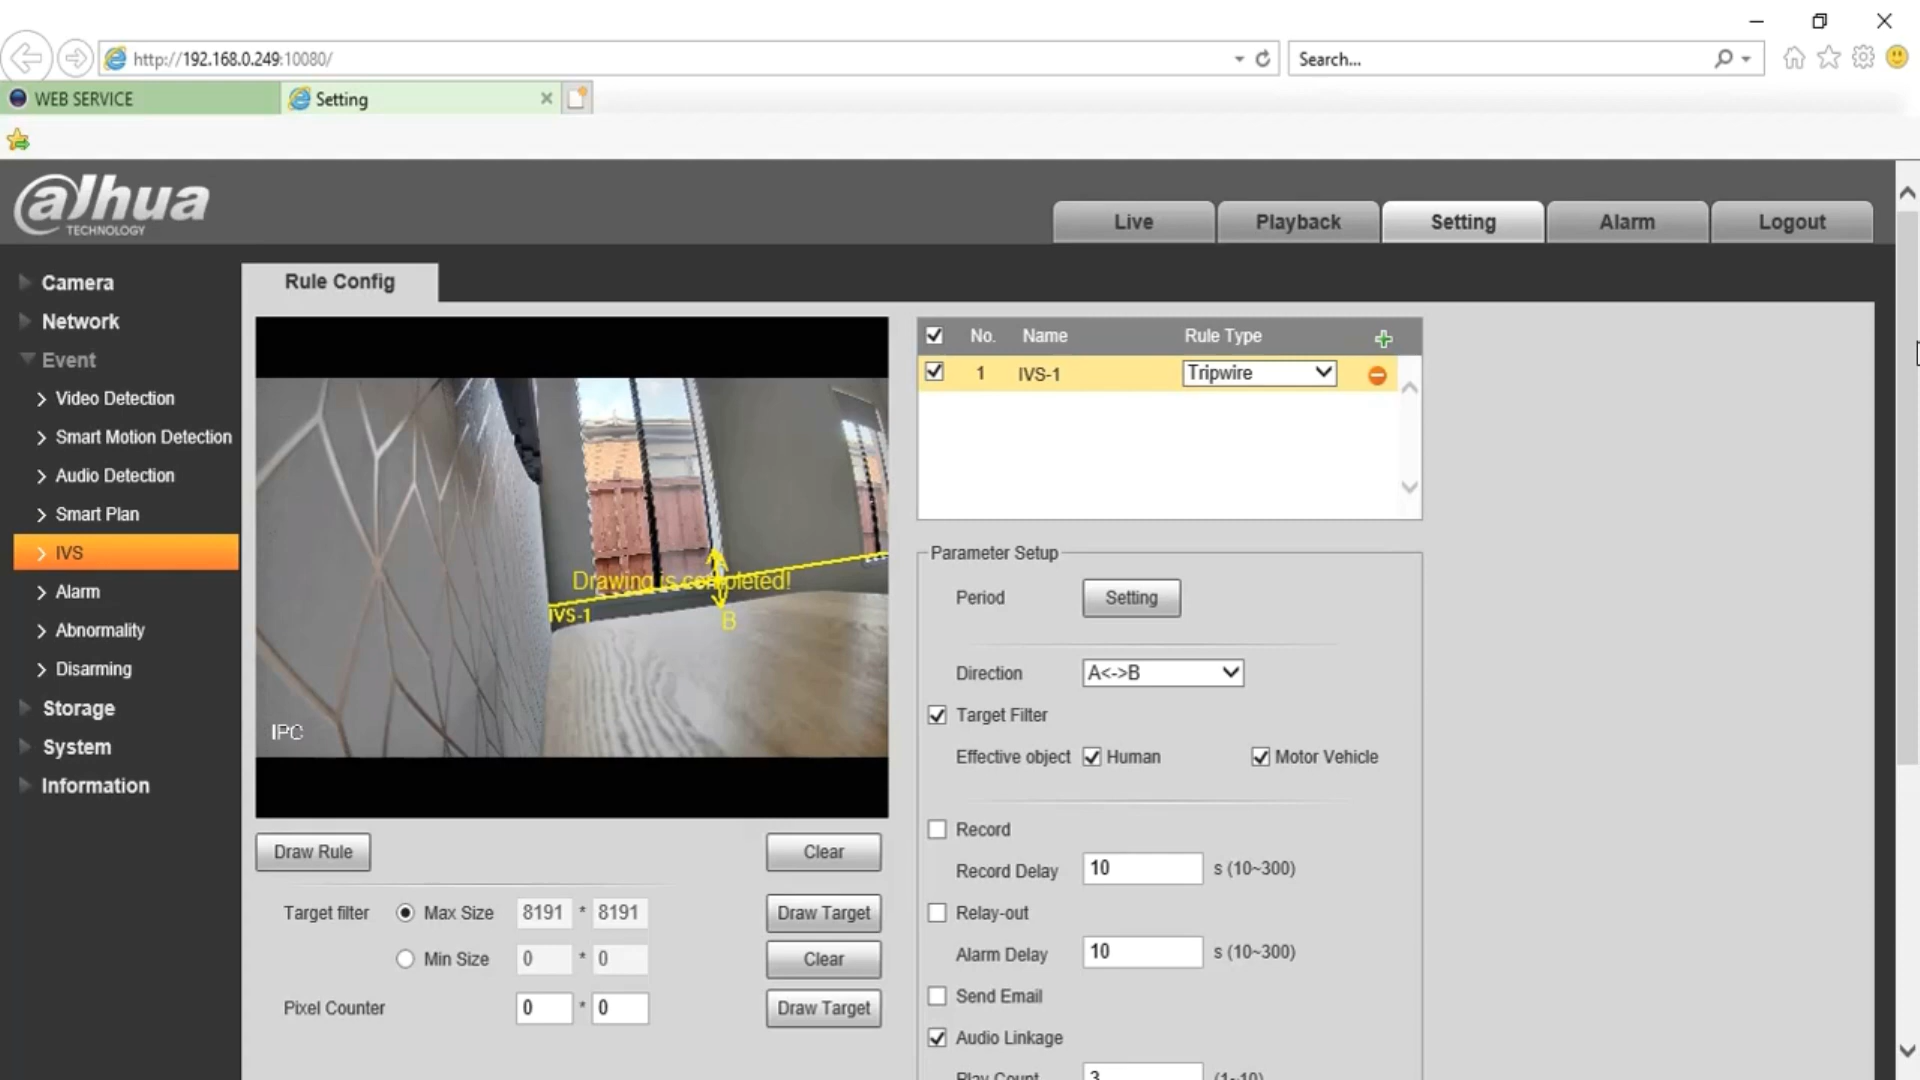 http://192.168.0.249:10080/
Search...
WEB SERVICE
Setting
alhua
TECHNOLOGY
Live
Playback
Setting
Alarm
Logout
Camera
Network
Event
Video Detection
Smart Motion Detection
Audio Detection
Smart Plan
IVS
Alarm
Abnormality
Disarming
Storage
System
Information
Rule Config
Drawing is completed!
IVS-1
B
IPC
Draw Rule
Clear
Target filter Max Size 8191 * 8191 Draw Target
Min Size 0 * 0 Clear
Pixel Counter 0 * 0 Draw Target
No. Name Rule Type
1 IVS-1 Tripwire
Parameter Setup
Period Setting
Direction A<->B
Target Filter
Effective object Human Motor Vehicle
Record
Record Delay 10 s (10~300)
Relay-out
Alarm Delay 10 s (10~300)
Send Email
Audio Linkage
Play Count 3 (1~10)